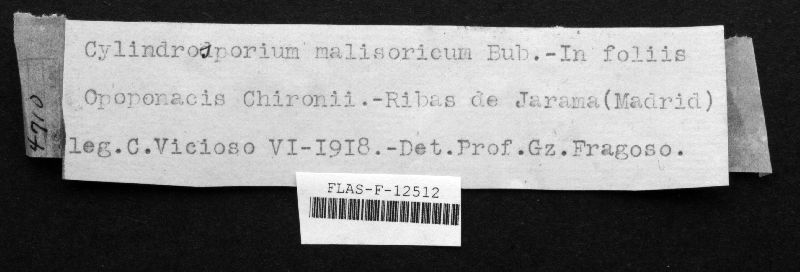 Cylindrosporium malisoricum Bub.-In foliis
Opoponacis Chironii.-Ribas de Jarama(Madrid)
leg.C.Vicioso VI-I9I8.-Det.Prof.Gz.Fragoso.
4710
FLAS-F-12512